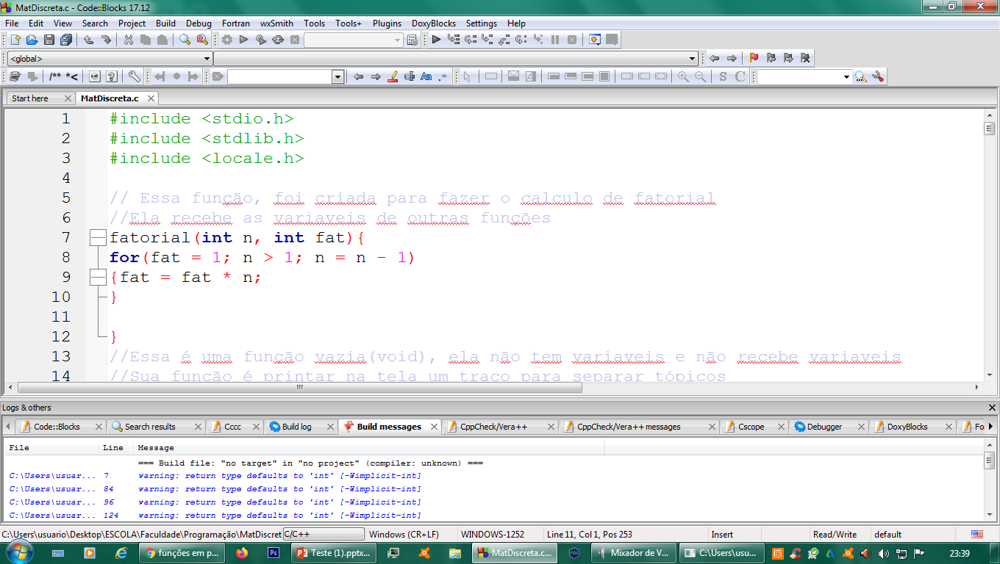 MatDiscreta.c - Code::Blocks 17.12
File Edit View Search Project Build Debug Fortran wxSmith Tools Tools+ Plugins DoxyBlocks Settings Help
<global>
/** *<
Start here MatDiscreta.c
1 #include <stdio.h>
2 #include <stdlib.h>
3 #include <locale.h>
4
5 // Essa função, foi criada para fazer o calculo de fatorial
6 //Ela recebe as variaveis de outras funções
7 fatorial(int n, int fat){
8 for(fat = 1; n > 1; n = n - 1)
9 {fat = fat * n;
10 }
11
12 }
13 //Essa é uma função vazia(void), ela não tem variaveis e não recebe variaveis
14 //Sua função é printar na tela um traço para separar tópicos
Logs & others
Code::Blocks Search results Cccc Build log Build messages CppCheck/Vera++ CppCheck/Vera++ messages Cscope Debugger DoxyBlocks Fo
File Line Message
=== Build file: "no target" in "no project" (compiler: unknown) ===
C:\Users\usuar... 7 warning: return type defaults to 'int' [-Wimplicit-int]
C:\Users\usuar... 84 warning: return type defaults to 'int' [-Wimplicit-int]
C:\Users\usuar... 96 warning: return type defaults to 'int' [-Wimplicit-int]
C:\Users\usuar... 124 warning: return type defaults to 'int' [-Wimplicit-int]
C:\Users\usuario\Desktop\ESCOLA\Faculdade\Programação\MatDiscret C/C++ Windows (CR+LF) WINDOWS-1252 Line 11, Col 1, Pos 253 Insert Read/Write default
funções em p... Ps Teste (1).pptx... MatDiscreta.c... Mixador de V... C:\Users\usu... 23:39